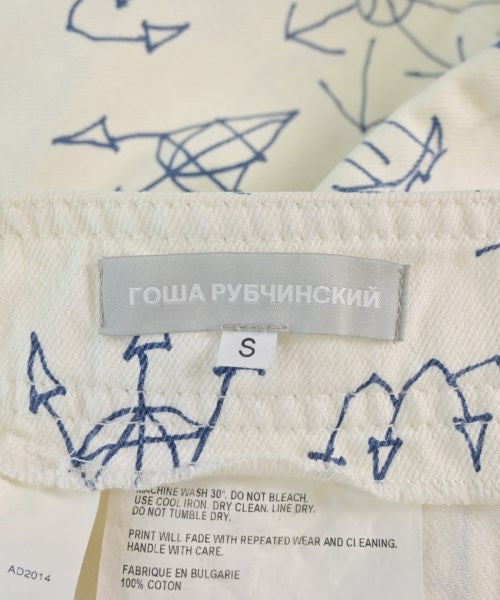 ГОША РУБЧИНСКИЙ
S
MACHINE WASH 30°. DO NOT BLEACH.
USE COOL IRON. DRY CLEAN. LINE DRY.
DO NOT TUMBLE DRY.
PRINT WILL FADE WITH REPEATED WEAR AND CLEANING.
HANDLE WITH CARE.
FABRIQUE EN BULGARIE
100% COTON
AD2014